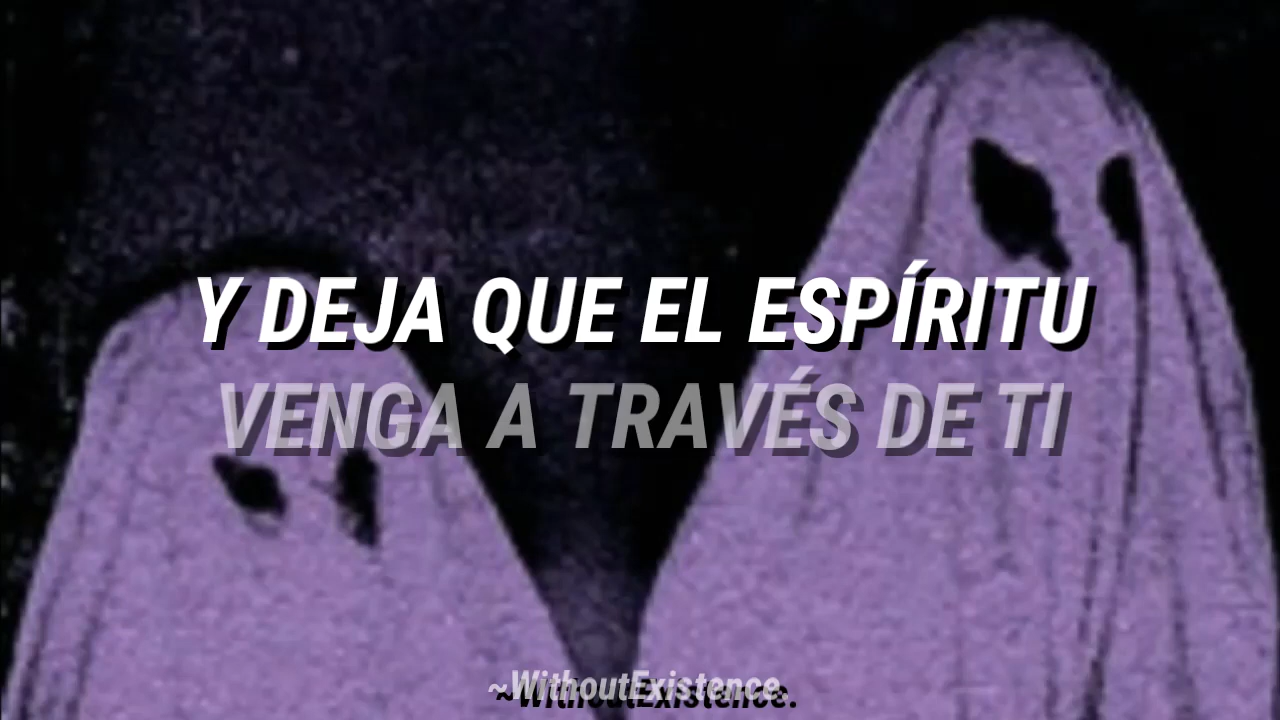 Y DEJA QUE EL ESPÍRITU
VENGA A TRAVÉS DE TI
~WithoutExistence.